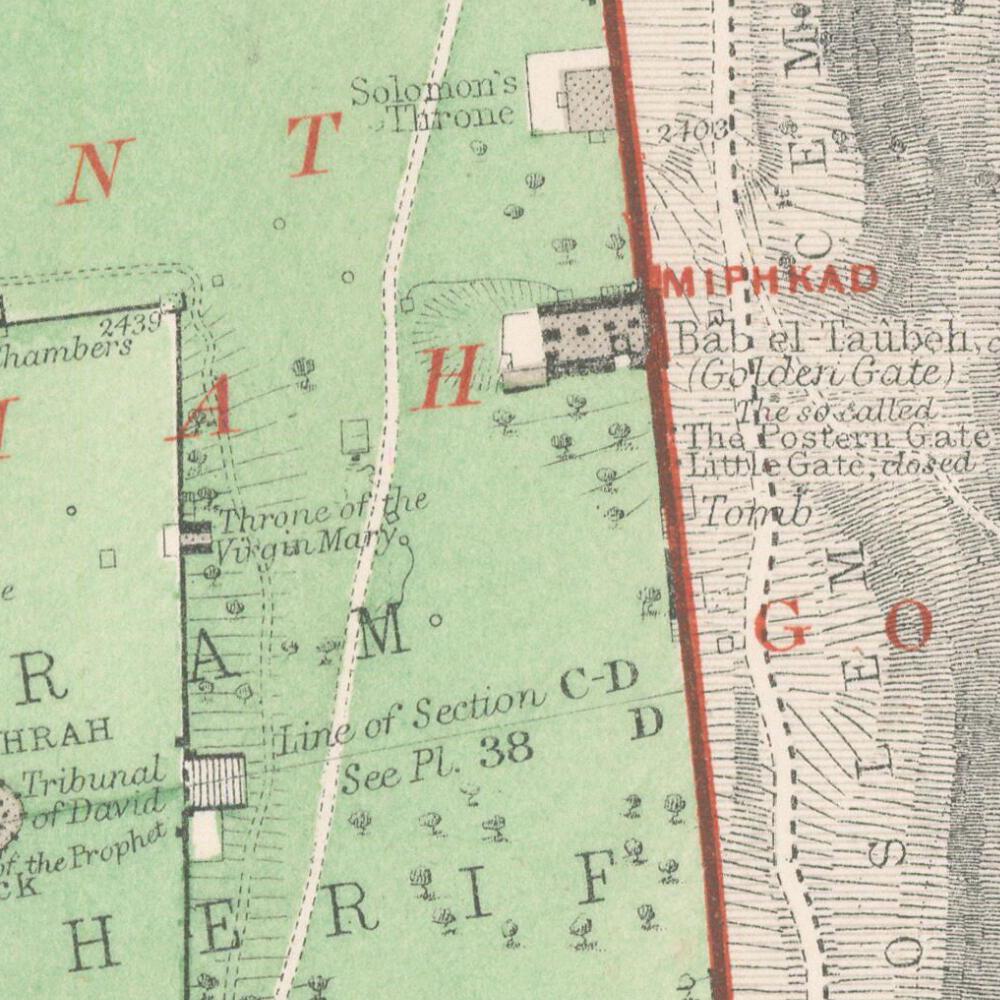 Solomon's
Throne
N T
2403
MIPHKAD
2439
Chambers
A H
Bâb el-Taûbeh,
(Golden Gate)
The so called
The Postern Gate
Little Gate, closed
Tomb
Throne of the
Virgin Mary
G O
R A M
HRAH
Line of Section C-D
D
See Pl. 38
Tribunal
of David
of the Prophet
CK
H E R I F
C E M
M E L S O